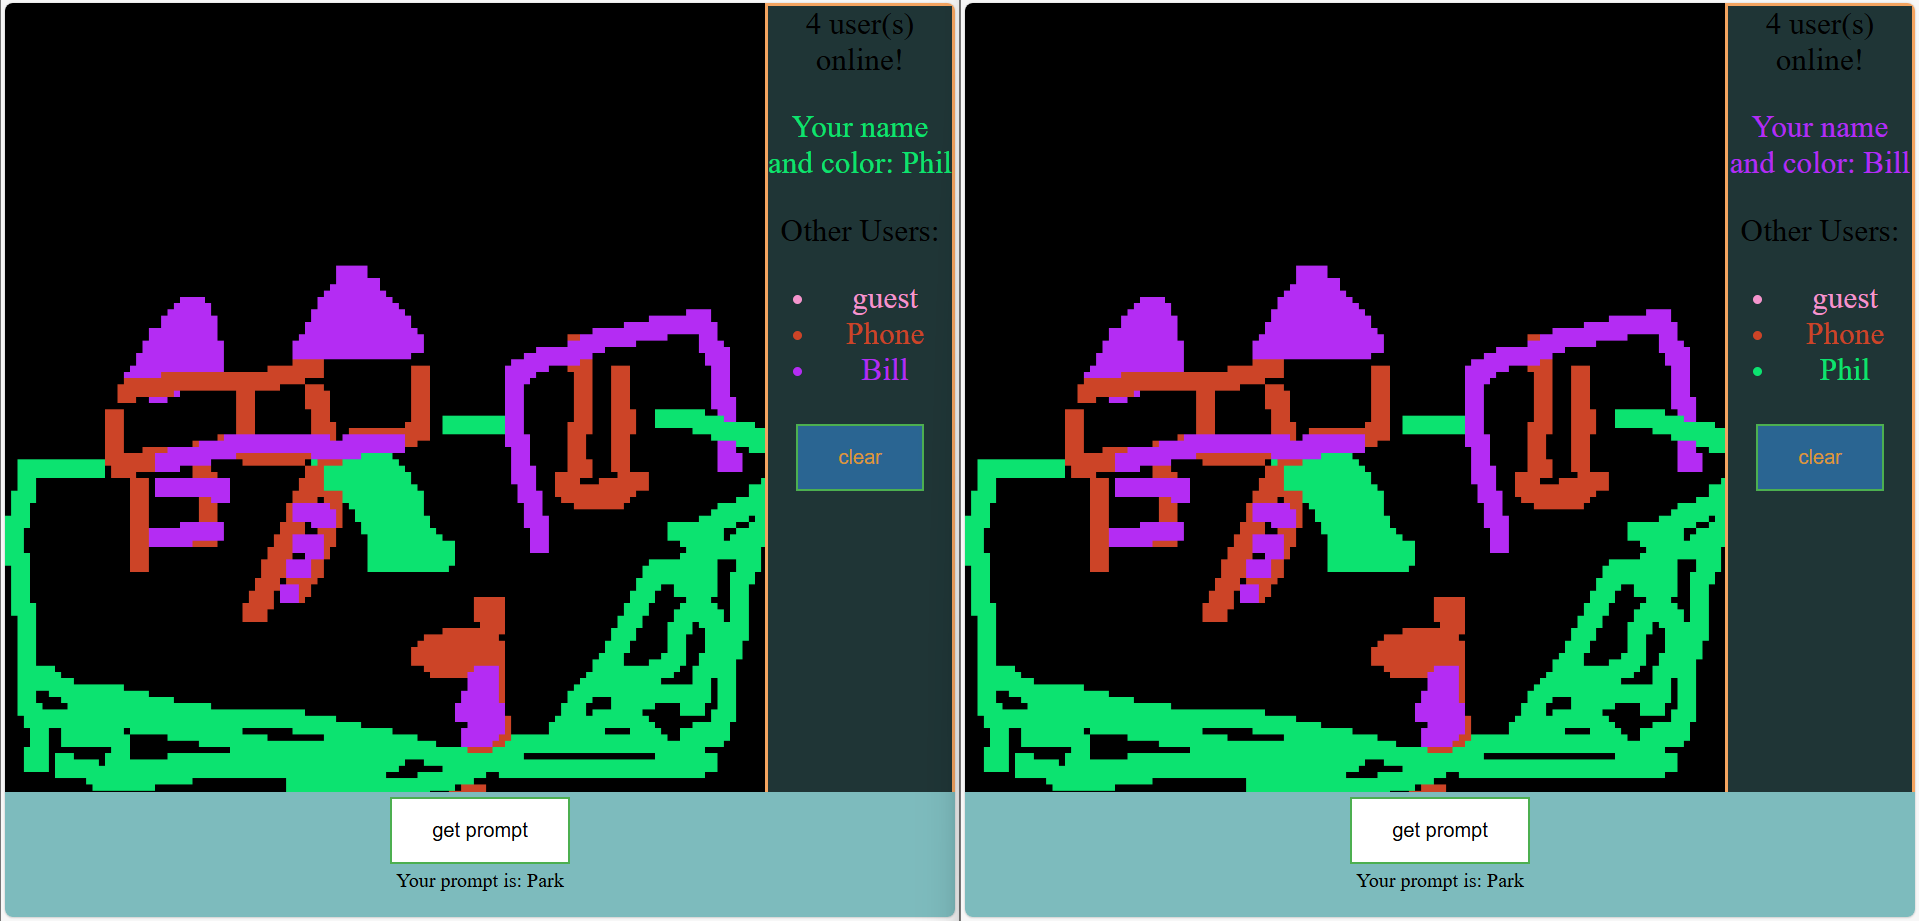 4 user(s)
online!
Your name
and color: Phil
Other Users:
guest
Phone
Bill
clear
get prompt
Your prompt is: Park
4 user(s)
online!
Your name
and color: Bill
Other Users:
guest
Phone
Phil
clear
get prompt
Your prompt is: Park